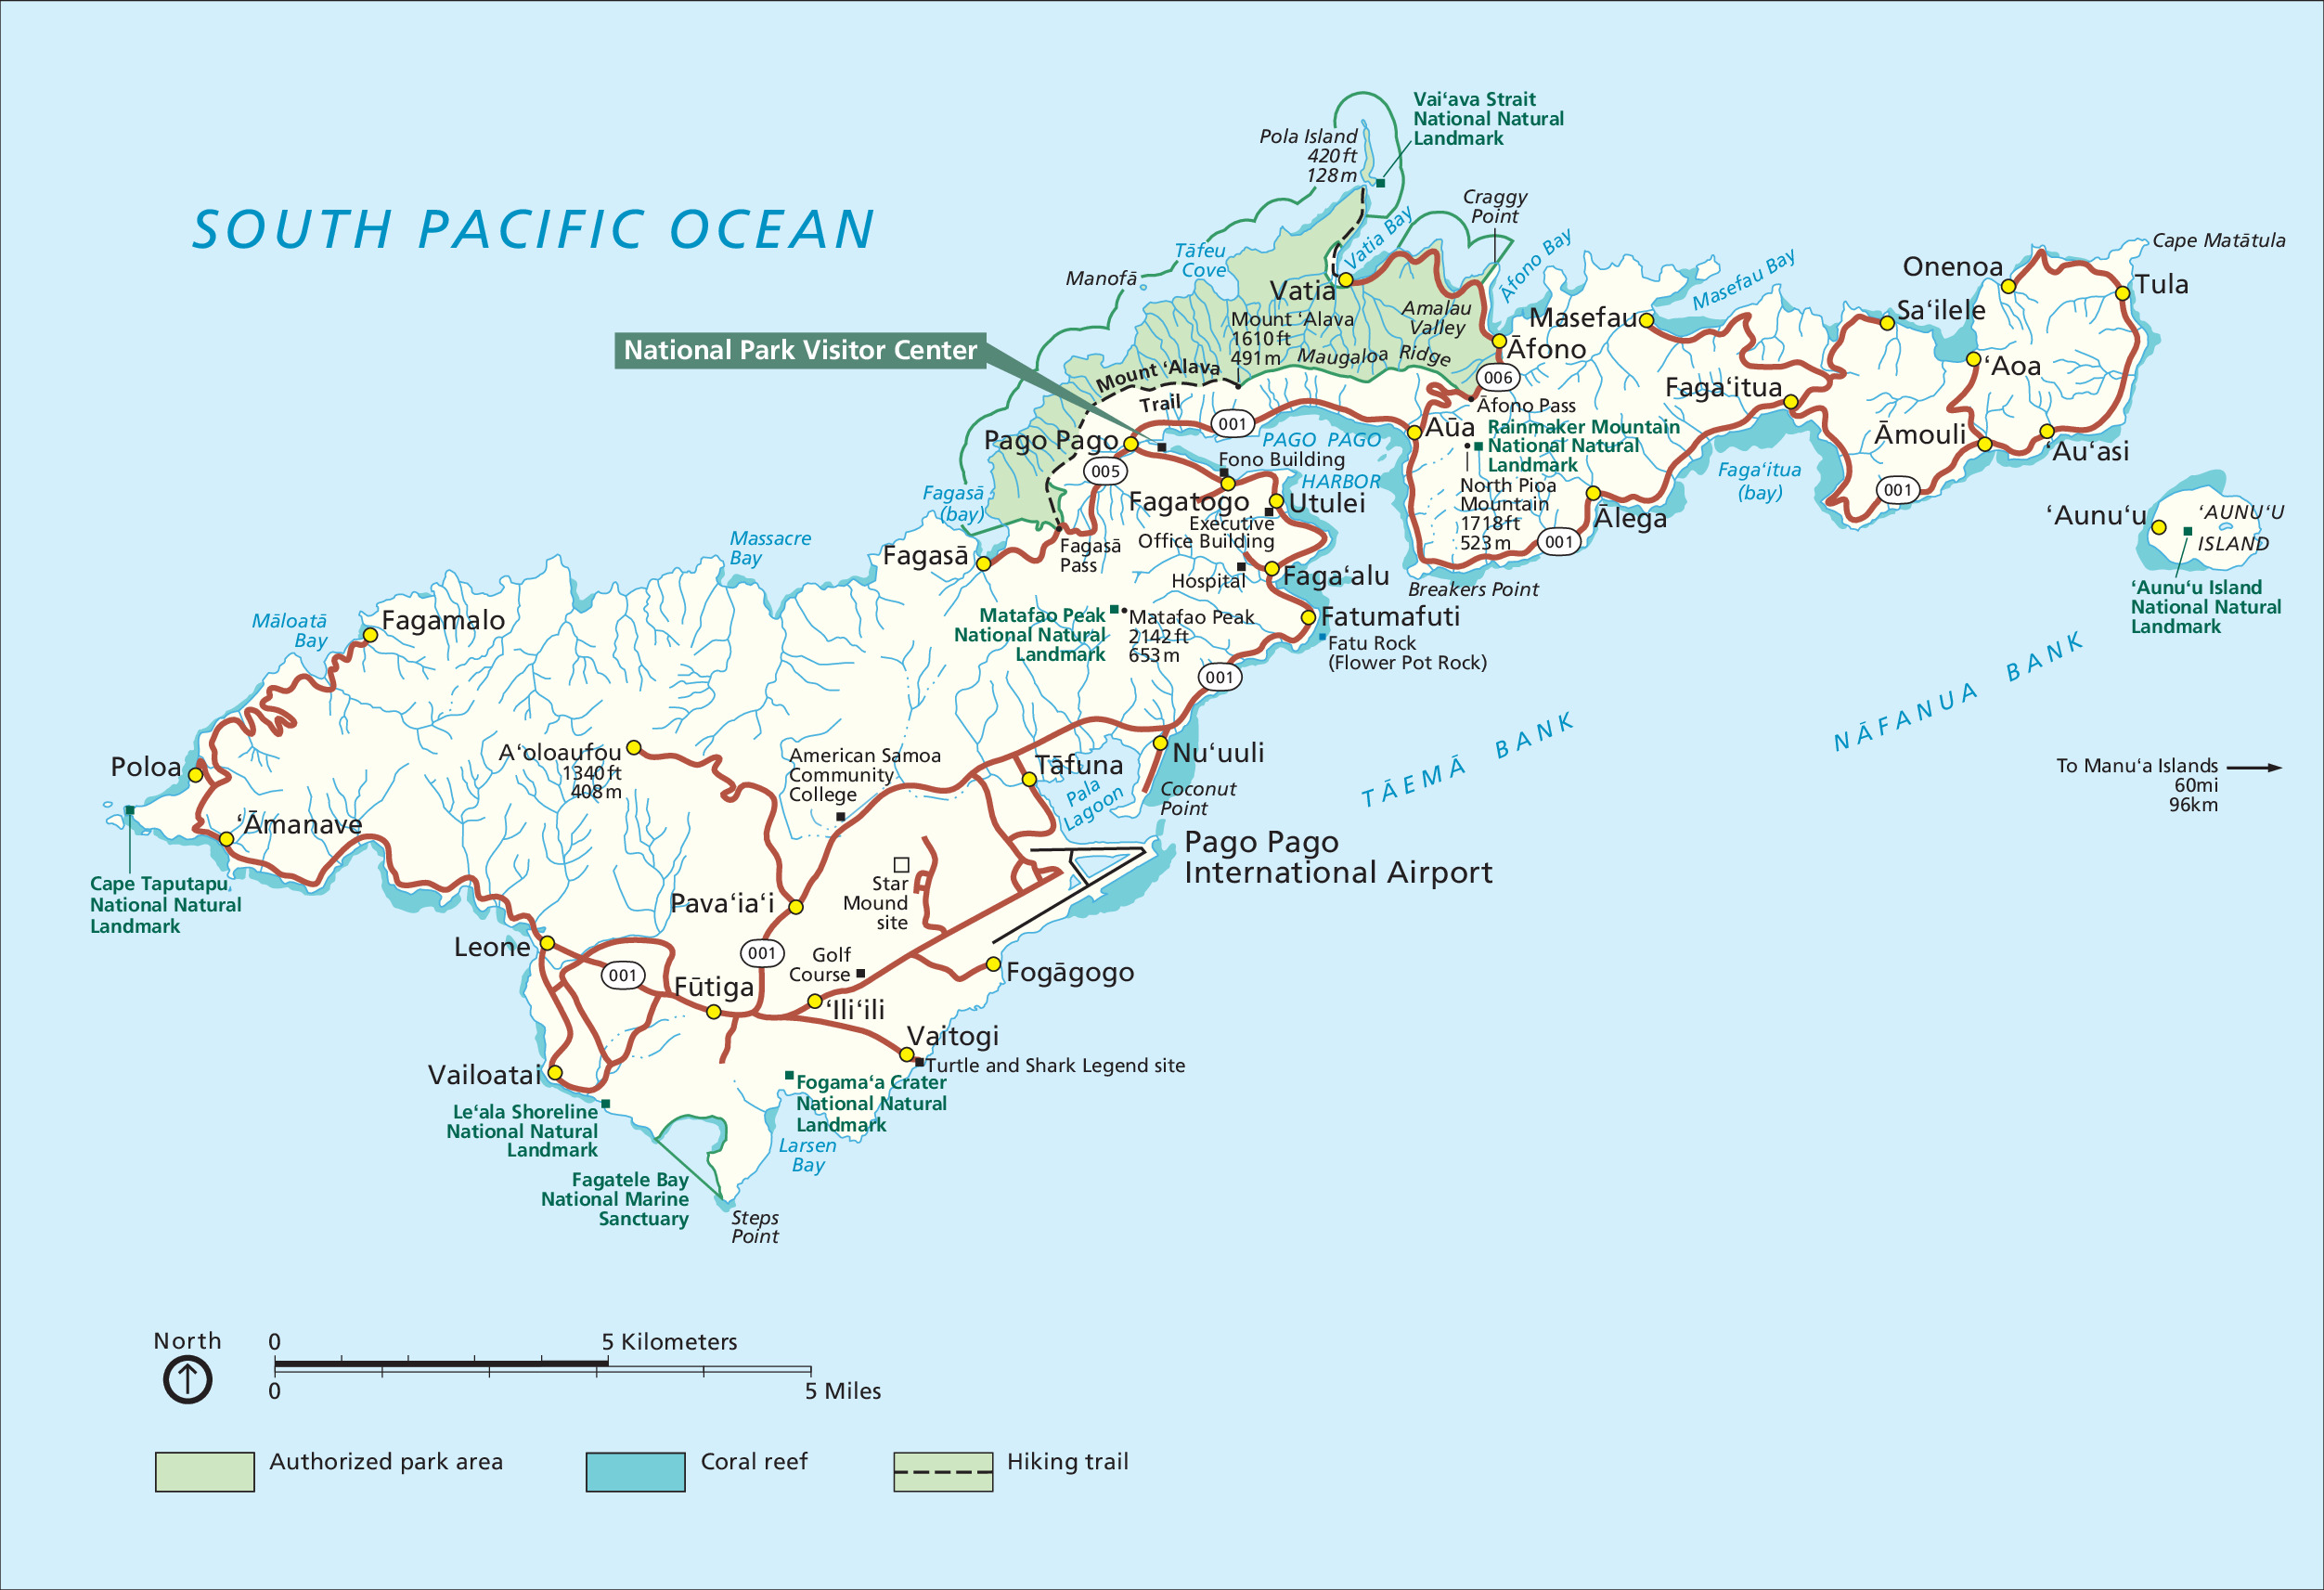 Vai‘ava Strait
National Natural
Landmark
Pola Island
420 ft
128 m
Craggy
Point
SOUTH PACIFIC OCEAN
Vatia Bay
Āfono Bay
Tāfeu
Cove
Manofā
Cape Matātula
Masefau Bay
Onenoa
Tula
Vatia
Amalau
Valley
Sa‘ilele
Masefau
Mount ‘Alava
1610 ft
491 m
National Park Visitor Center
Maugaloa Ridge
Āfono
‘Aoa
Mount ‘Alava
Trail
006
Faga‘itua
Āfono Pass
001
Pago Pago
PAGO PAGO
HARBOR
Aūa
Rainmaker Mountain
National Natural
Landmark
Āmouli
‘Au‘asi
005
Fono Building
Faga‘itua
(bay)
North Pioa
Mountain
1718 ft
523 m
001
Fagasā
(bay)
Fagatogo
Utulei
Executive
Office Building
Ālega
001
‘Aunu‘u
‘AUNU‘U
ISLAND
Massacre
Bay
Fagasā
Fagasā
Pass
Hospital
Faga‘alu
Breakers Point
‘Aunu‘u Island
National Natural
Landmark
Māloatā
Bay
Fagamalo
Matafao Peak
National Natural
Landmark
Matafao Peak
2142 ft
653 m
Fatumafuti
Fatu Rock
(Flower Pot Rock)
001
NĀFANUA BANK
TĀEMĀ BANK
To Manu‘a Islands
60mi
96km
Poloa
A‘oloaufou
1340 ft
408 m
American Samoa
Community
College
Tāfuna
Nu‘uuli
Pala
Lagoon
Coconut
Point
‘Āmanave
Pago Pago
International Airport
Cape Taputapu
National Natural
Landmark
Star
Mound
site
Pava‘ia‘i
Leone
001
001
Golf
Course
Fogāgogo
Fūtiga
‘Ili‘ili
Vaitogi
Turtle and Shark Legend site
Vailoatai
Fogama‘a Crater
National Natural
Landmark
Le‘ala Shoreline
National Natural
Landmark
Larsen
Bay
Fagatele Bay
National Marine
Sanctuary
Steps
Point
North
0
5 Kilometers
0
5 Miles
Authorized park area
Coral reef
Hiking trail